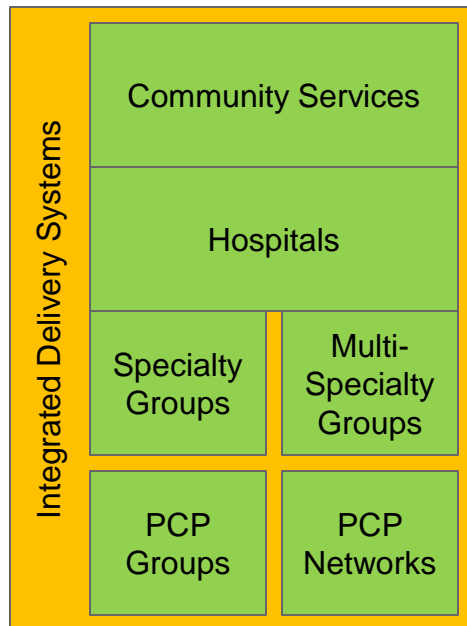 Integrated Delivery Systems
Community Services
Hospitals
Specialty
Groups
Multi-
Specialty
Groups
PCP
Groups
PCP
Networks